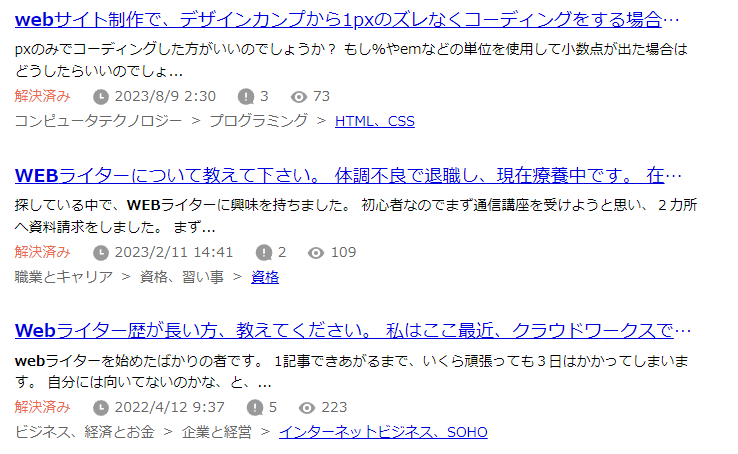 webサイト制作で、デザインカンプから1pxのズレなくコーディングをする場合…
pxのみでコーディングした方がいいのでしょうか？ もし%やemなどの単位を使用して小数点が出た場合は
どうしたらいいのでしょ...
解決済み 2023/8/9 2:30 3 73
コンピュータテクノロジー > プログラミング > HTML、CSS
WEBライターについて教えて下さい。 体調不良で退職し、現在療養中です。 在…
探している中で、WEBライターに興味を持ちました。 初心者なのでまず通信講座を受けようと思い、２カ所
へ資料請求をしました。 まず...
解決済み 2023/2/11 14:41 2 109
職業とキャリア > 資格、習い事 > 資格
Webライター歴が長い方、教えてください。 私はここ最近、クラウドワークスで…
webライターを始めたばかりの者です。 1記事できあがるまで、いくら頑張っても３日はかかってしまいま
す。 自分には向いてないのかな、と、...
解決済み 2022/4/12 9:37 5 223
ビジネス、経済とお金 > 企業と経営 > インターネットビジネス、SOHO